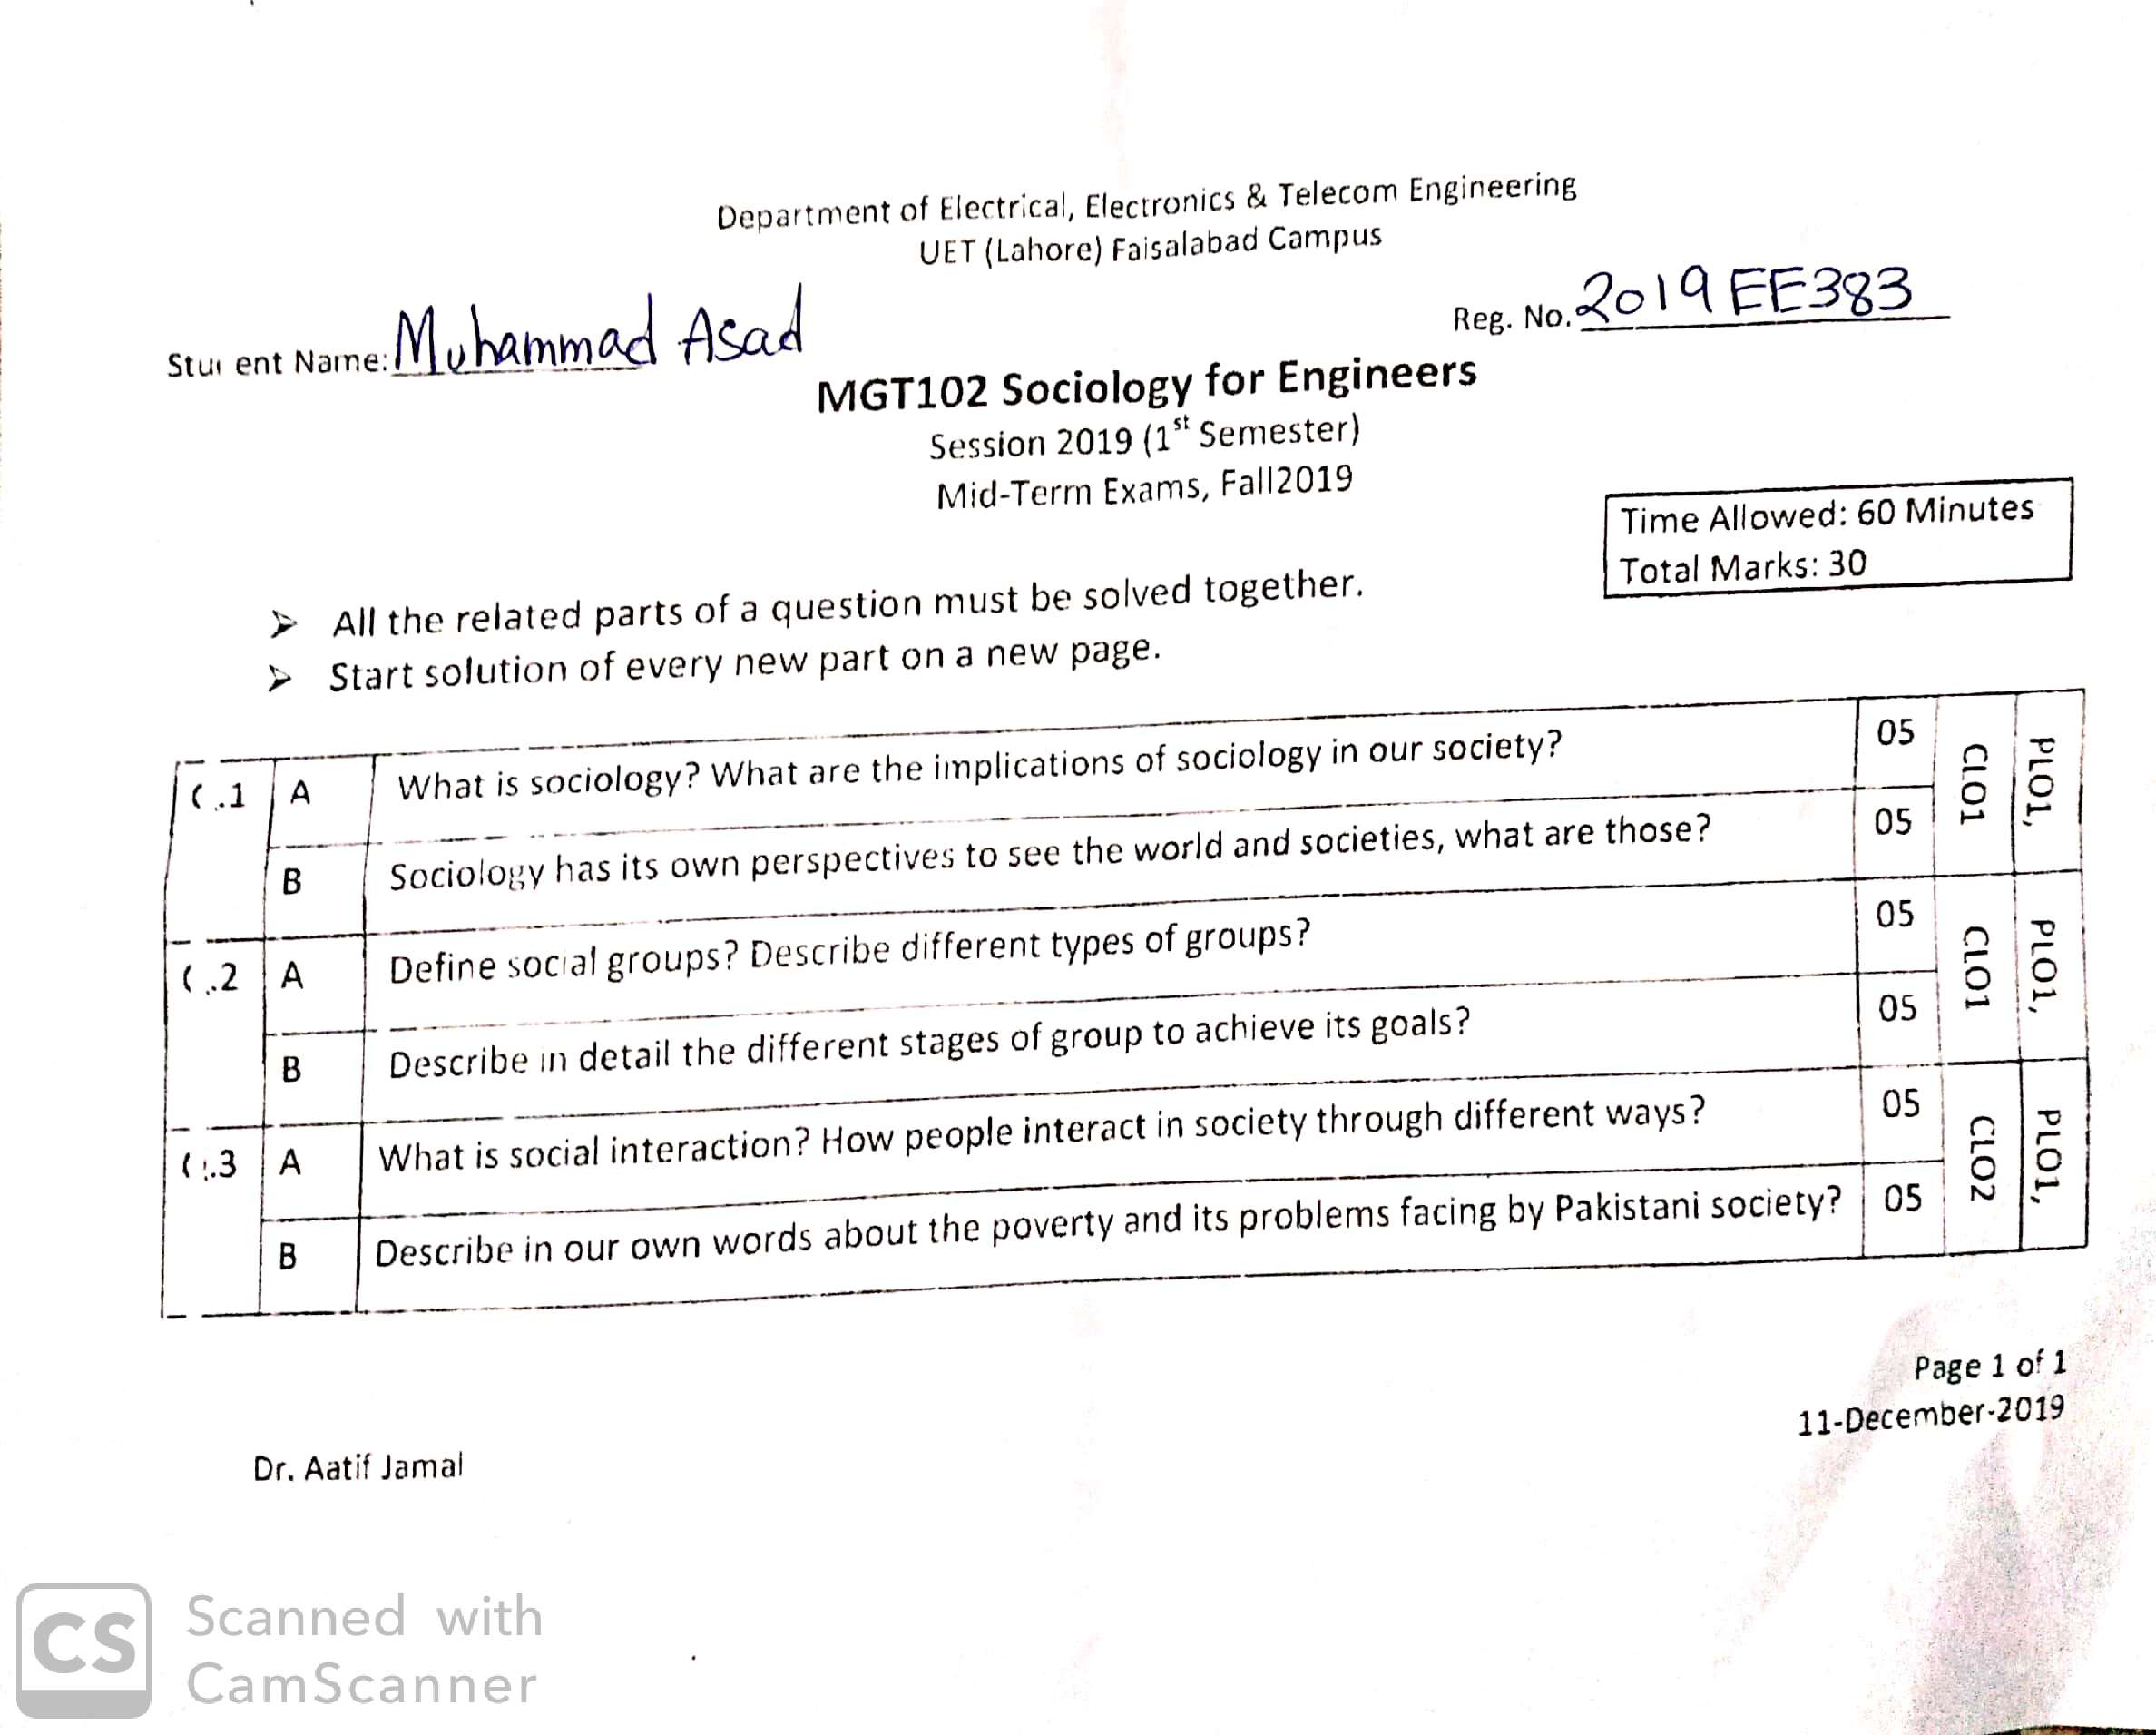 Department of Electrical, Electronics & Telecom Engineering
UET (Lahore) Faisalabad Campus
Student Name: Muhammad Asad
Reg. No. 2019EE383
MGT102 Sociology for Engineers
Session 2019 (1st Semester)
Mid-Term Exams, Fall2019
Time Allowed: 60 Minutes
Total Marks: 30
➢ All the related parts of a question must be solved together.
➢ Start solution of every new part on a new page.
Q.1 A What is sociology? What are the implications of sociology in our society? 05 CLO1 PLO1,
B Sociology has its own perspectives to see the world and societies, what are those? 05
Q.2 A Define social groups? Describe different types of groups? 05 CLO1 PLO1,
B Describe in detail the different stages of group to achieve its goals? 05
Q.3 A What is social interaction? How people interact in society through different ways? 05 CLO2 PLO1,
B Describe in our own words about the poverty and its problems facing by Pakistani society? 05
Page 1 of 1
11-December-2019
Dr. Aatif Jamal
CS Scanned with
CamScanner